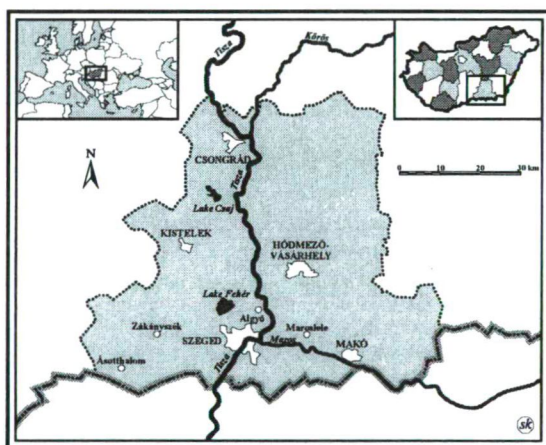 Tisza
Körös
N
CSONGRÁD
Tisza
Lake Csaj
0 10 20 30 km
KISTELEK
HÓDMEZŐ-
VÁSÁRHELY
Lake Fehér
Algyő
Zákányszék
SZEGED
Maroslele
Maros
MAKÓ
Ásotthalom
Tisza
sk